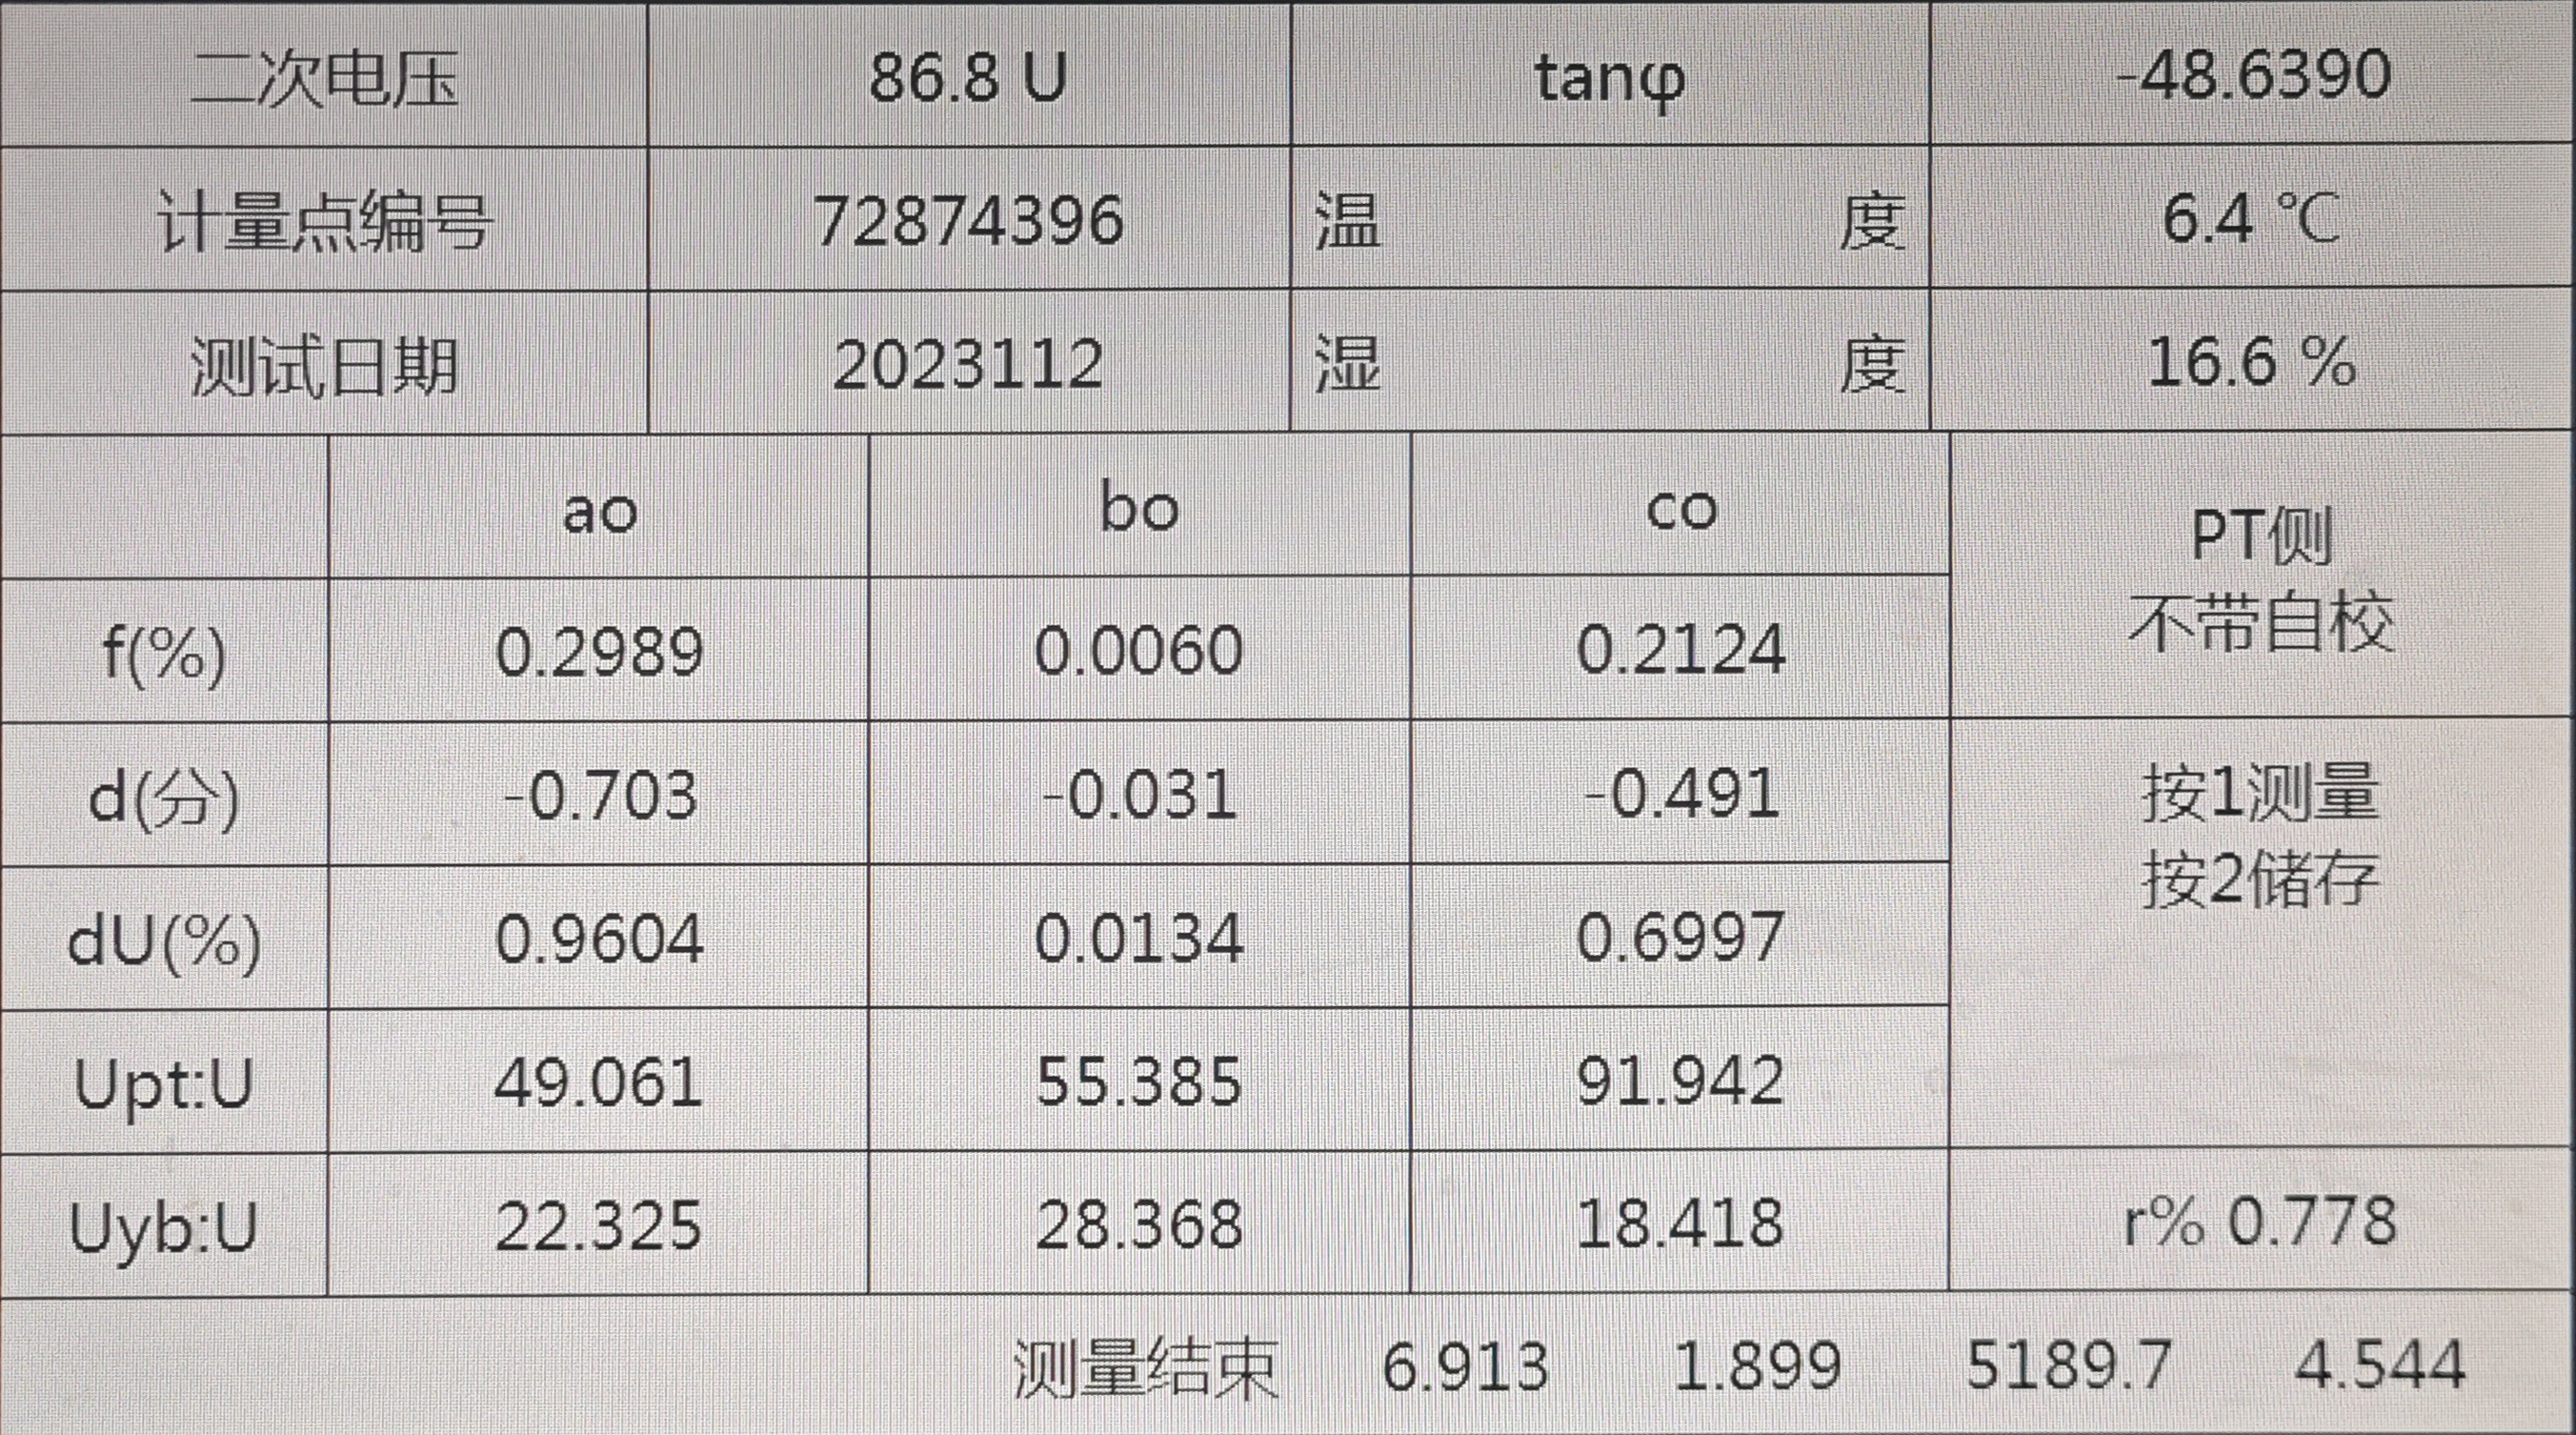 二次电压 86.8 U tanφ -48.6390
计量点编号 72874396 温度 6.4 ℃
测试日期 2023112 湿度 16.6 %
ao bo co PT侧
不带自校
f(%) 0.2989 0.0060 0.2124
d(分) -0.703 -0.031 -0.491 按1测量
按2储存
dU(%) 0.9604 0.0134 0.6997
Upt:U 49.061 55.385 91.942
Uyb:U 22.325 28.368 18.418 r% 0.778
测量结束 6.913 1.899 5189.7 4.544